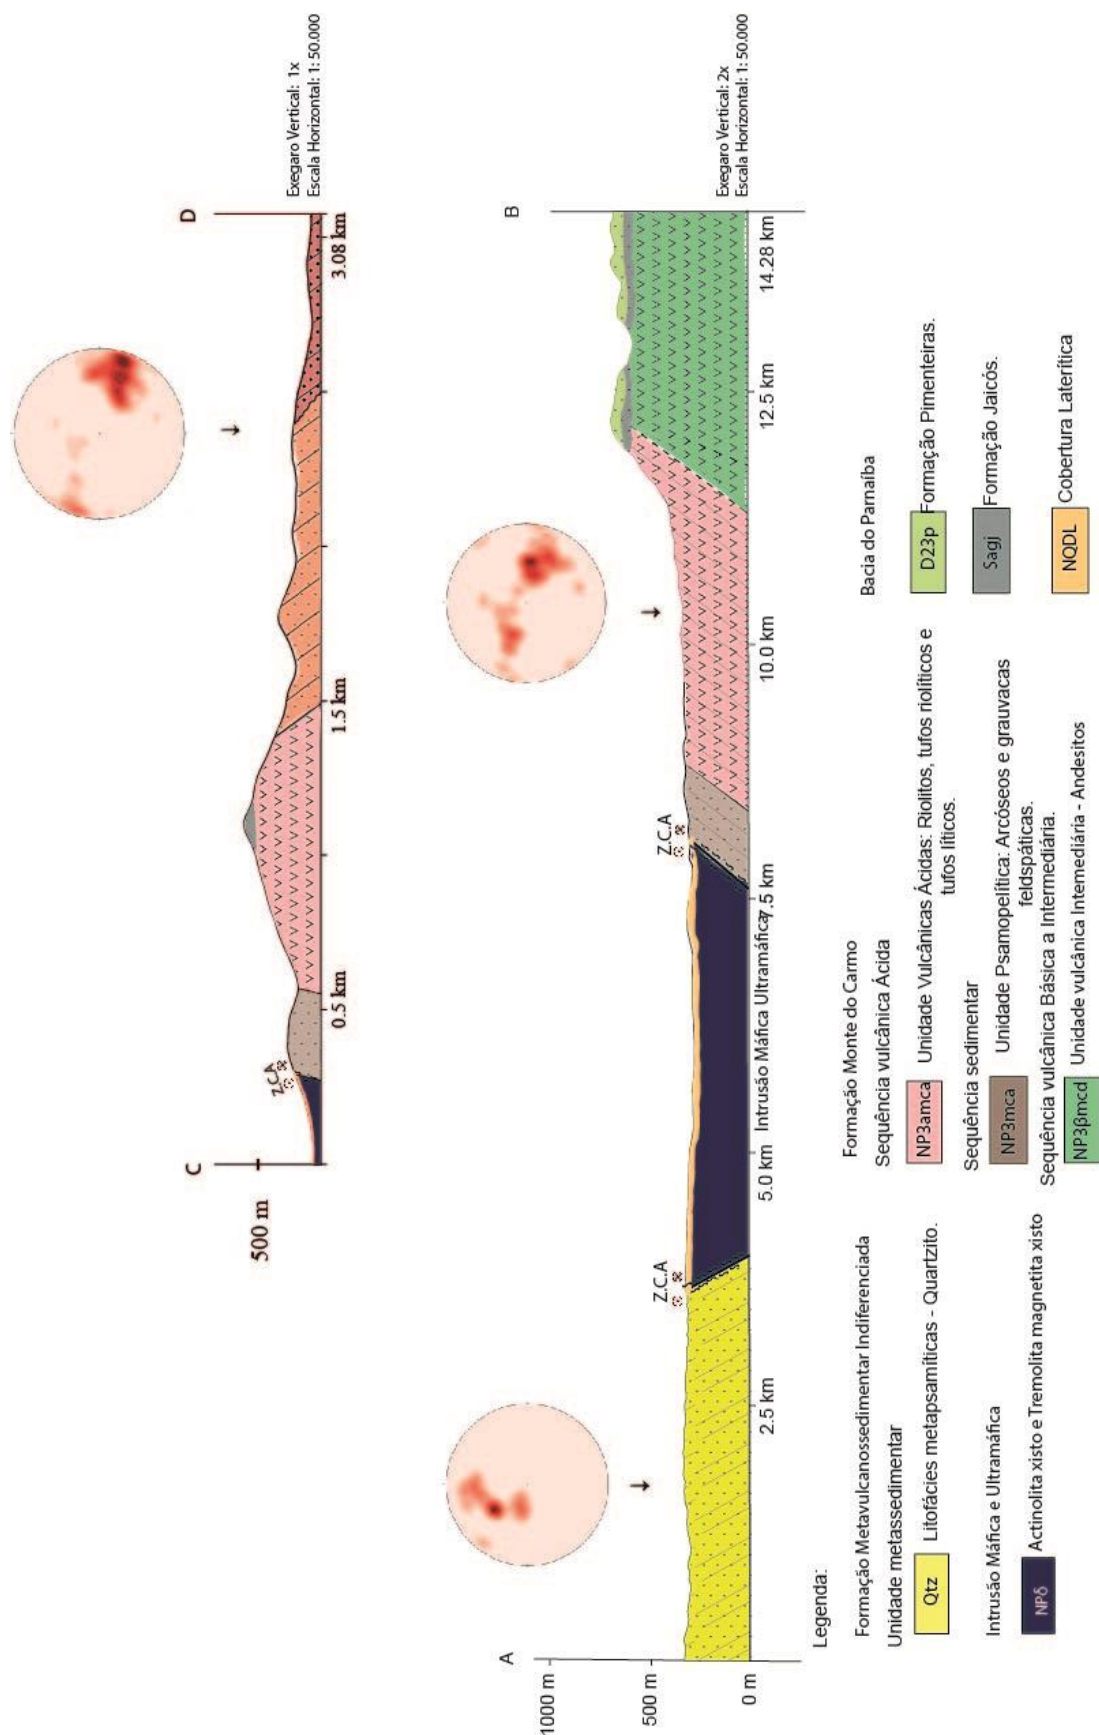 Exegaro Vertical: 1x
Escala Horizontal: 1: 50.000
C
D
500 m
Z.C.A
0.5 km
1.5 km
3.08 km
Exegaro Vertical: 2x
Escala Horizontal: 1: 50.000
A
B
1000 m
500 m
0 m
Z.C.A
Z.C.A
2.5 km
5.0 km
Intrusão Máfica Ultramáfica
7.5 km
10.0 km
12.5 km
14.28 km
Legenda:
Formação Metavulcanossedimentar Indiferenciada
Unidade metassedimentar
Qtz
Litofácies metapsamíticas - Quartzito.
Intrusão Máfica e Ultramáfica
NPδ
Actinolita xisto e Tremolita magnetita xisto
Formação Monte do Carmo
Sequência vulcânica Ácida
NP3amca
Unidade Vulcânicas Ácidas: Riolitos, tufos riolíticos e
tufos líticos.
Sequência sedimentar
NP3mca
Unidade Psamopelítica: Arcóseos e grauvacas
feldspáticas.
Sequência vulcânica Básica a Intermediária.
NP3βmcd
Unidade vulcânica Intemediária - Andesitos
Bacia do Parnaíba
D23p
Formação Pimenteiras.
Sagj
Formação Jaicós.
NQDL
Cobertura Laterítica